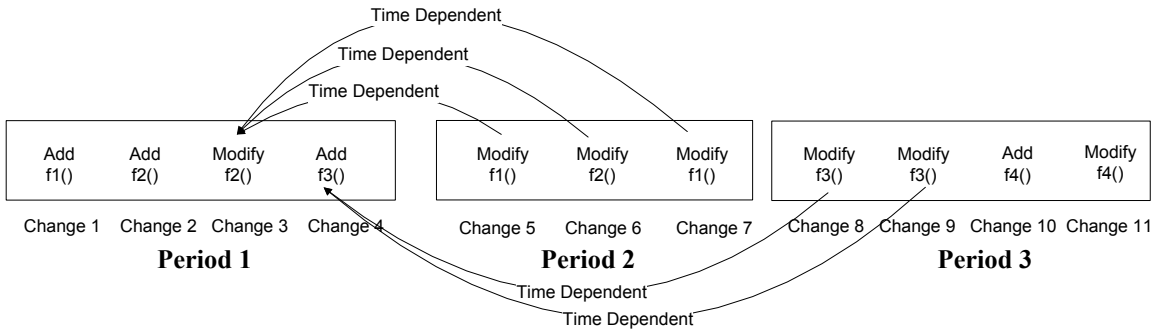 Time Dependent
Time Dependent
Time Dependent
Add
f1()
Add
f2()
Modify
f2()
Add
f3()
Modify
f1()
Modify
f2()
Modify
f1()
Modify
f3()
Modify
f3()
Add
f4()
Modify
f4()
Change 1
Change 2
Change 3
Change 4
Change 5
Change 6
Change 7
Change 8
Change 9
Change 10
Change 11
Period 1
Period 2
Period 3
Time Dependent
Time Dependent